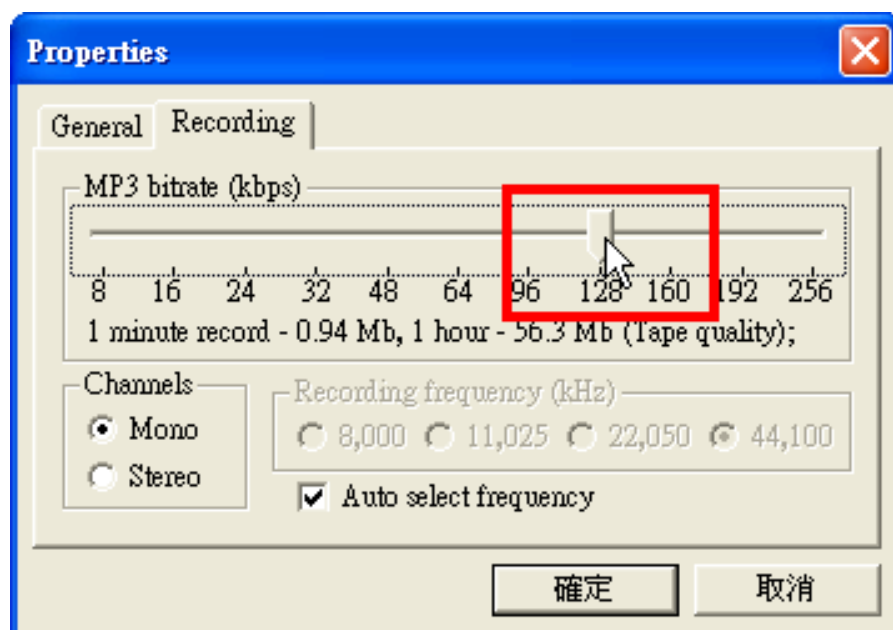 Properties
General Recording
MP3 bitrate (kbps)
8 16 24 32 48 64 96 128 160 192 256
1 minute record - 0.94 Mb, 1 hour - 56.3 Mb (Tape quality);
Channels
Mono
Stereo
Recording frequency (kHz)
8,000 11,025 22,050 44,100
Auto select frequency
確定 取消